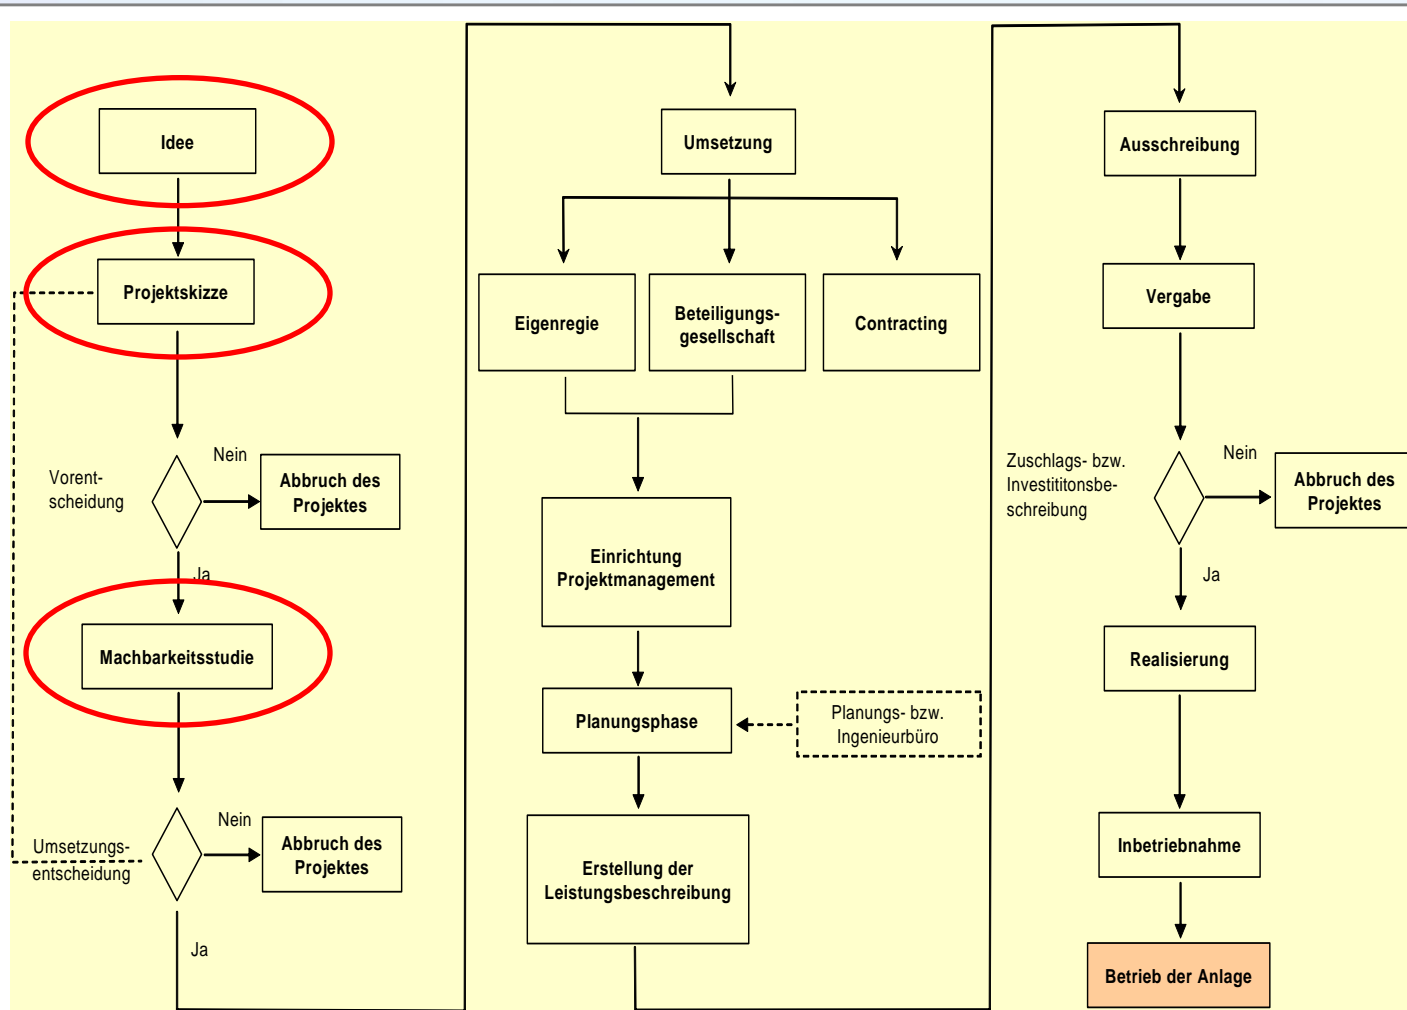 Idee
Projektskizze
Vorent-
scheidung
Nein
Abbruch des
Projektes
Ja
Machbarkeitsstudie
Umsetzungs-
entscheidung
Nein
Abbruch des
Projektes
Ja
Umsetzung
Eigenregie
Beteiligungs-
gesellschaft
Contracting
Einrichtung
Projektmanagement
Planungsphase
Planungs- bzw.
Ingenieurbüro
Erstellung der
Leistungsbeschreibung
Ausschreibung
Vergabe
Zuschlags- bzw.
Investititonsbe-
schreibung
Nein
Abbruch des
Projektes
Ja
Realisierung
Inbetriebnahme
Betrieb der Anlage